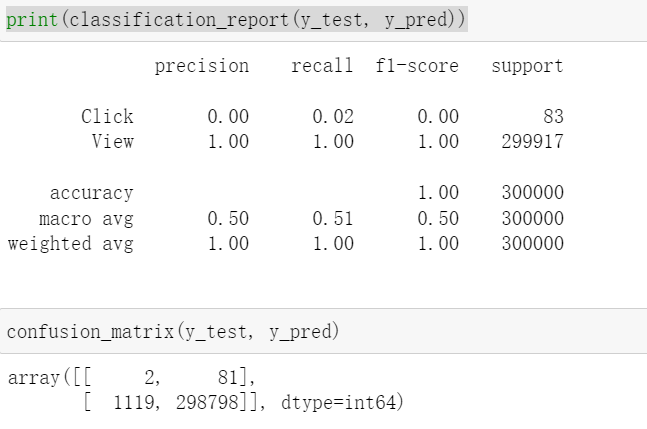 print(classification_report(y_test, y_pred))
precision recall f1-score support
Click 0.00 0.02 0.00 83
View 1.00 1.00 1.00 299917
accuracy 1.00 300000
macro avg 0.50 0.51 0.50 300000
weighted avg 1.00 1.00 1.00 300000
confusion_matrix(y_test, y_pred)
array([[ 2, 81],
[ 1119, 298798]], dtype=int64)